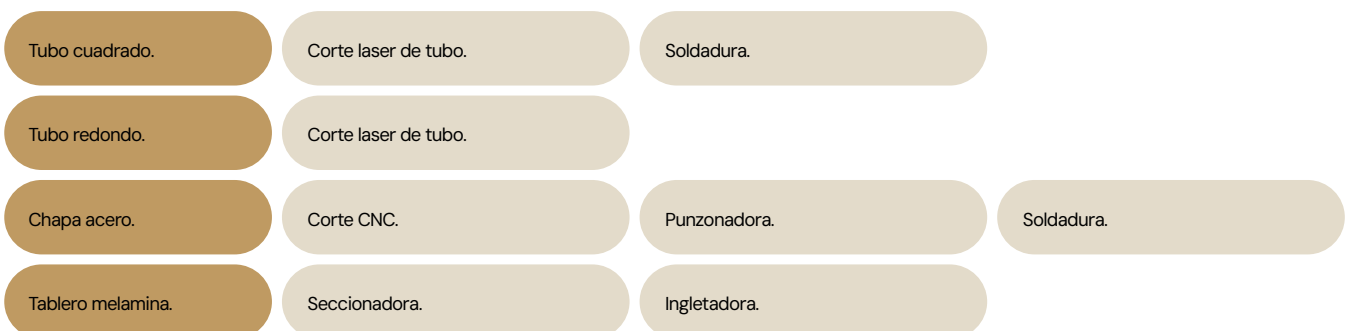 Tubo cuadrado. Corte laser de tubo. Soldadura.
Tubo redondo. Corte laser de tubo.
Chapa acero. Corte CNC. Punzonadora. Soldadura.
Tablero melamina. Seccionadora. Ingletadora.